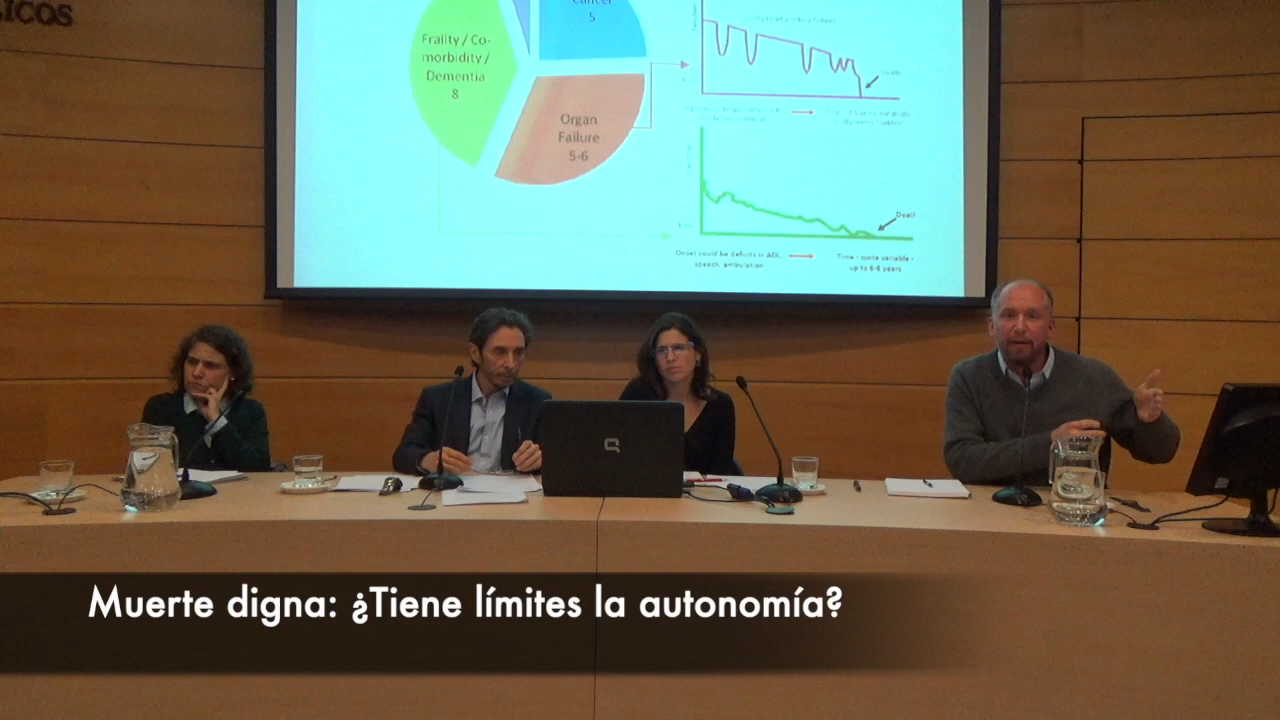 ICOS
Cancer
5
Frailty / Co-
morbidity /
Dementia
8
Organ
Failure
5-6
Death
Onset could be deficits in ADL,
speech, ambulation
Time - quite variable -
up to 6-8 years
Muerte digna: ¿Tiene límites la autonomía?